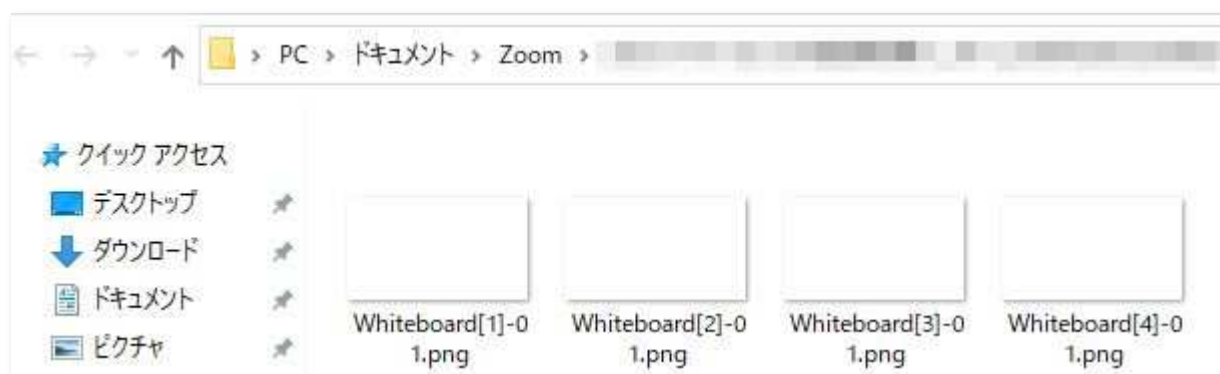 PC > ドキュメント > Zoom >
クイック アクセス
デスクトップ
ダウンロード
ドキュメント
ピクチャ
Whiteboard[1]-0
1.png
Whiteboard[2]-0
1.png
Whiteboard[3]-0
1.png
Whiteboard[4]-0
1.png